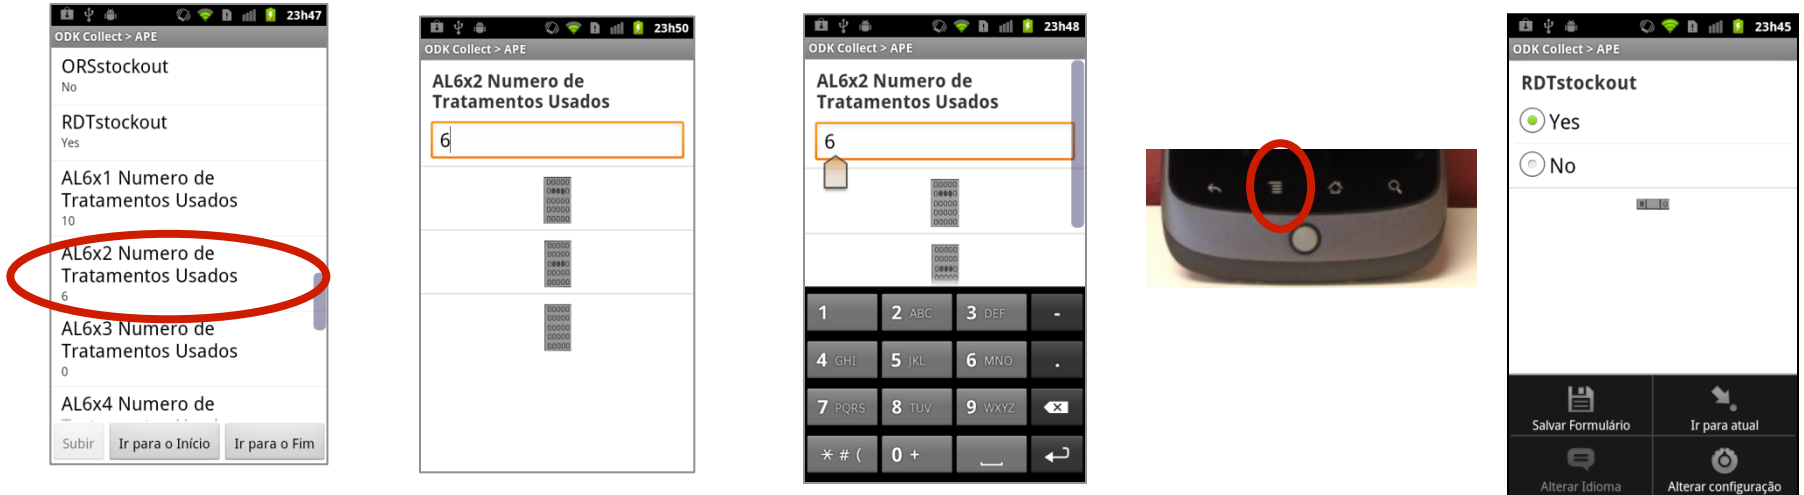 23h47
ODK Collect > APE
ORSstockout
No
RDTstockout
Yes
AL6x1 Numero de
Tratamentos Usados
10
AL6x2 Numero de
Tratamentos Usados
6
AL6x3 Numero de
Tratamentos Usados
0
AL6x4 Numero de
Subir
Ir para o Início
Ir para o Fim
23h50
ODK Collect > APE
AL6x2 Numero de
Tratamentos Usados
6
23h48
ODK Collect > APE
AL6x2 Numero de
Tratamentos Usados
6
1 2 ABC 3 DEF -
4 GHI 5 JKL 6 MNO .
7 PQRS 8 TUV 9 WXYZ
* # ( 0 +
23h45
ODK Collect > APE
RDTstockout
Yes
No
Salvar Formulário
Ir para atual
Alterar Idioma
Alterar configuração